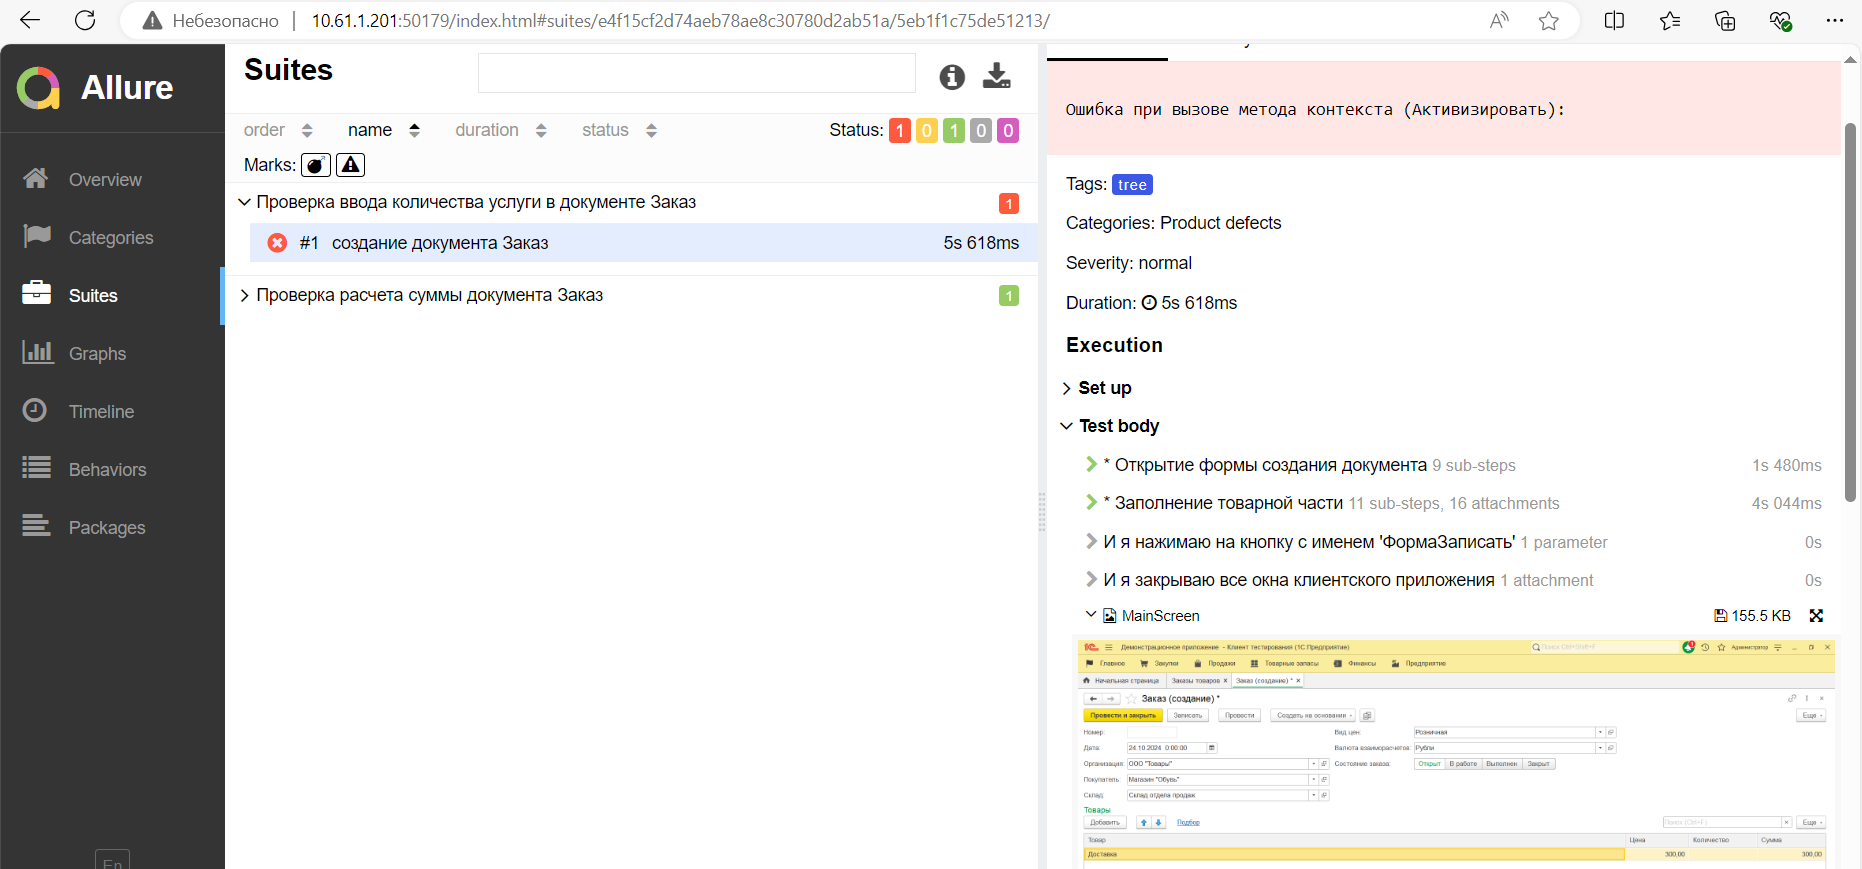 Небезопасно 10.61.1.201:50179/index.html#suites/e4f15cf2d74aeb78ae8c30780d2ab51a/5eb1f1c75de51213/
Allure
Overview
Categories
Suites
Graphs
Timeline
Behaviors
Packages
En
Suites
order name duration status Status: 1 0 1 0 0
Marks:
Проверка ввода количества услуги в документе Заказ 1
#1 создание документа Заказ 5s 618ms
Проверка расчета суммы документа Заказ 1
Ошибка при вызове метода контекста (Активизировать):
Tags: tree
Categories: Product defects
Severity: normal
Duration: 5s 618ms
Execution
Set up
Test body
* Открытие формы создания документа 9 sub-steps 1s 480ms
* Заполнение товарной части 11 sub-steps, 16 attachments 4s 044ms
И я нажимаю на кнопку с именем 'ФормаЗаписать' 1 parameter 0s
И я закрываю все окна клиентского приложения 1 attachment 0s
MainScreen 155.5 KB
Демонстрационное приложение - Клиент тестирования (1С:Предприятие) Поиск Ctrl+Shift+F Администратор
Главное Закупки Продажи Товарные запасы Финансы Предприятие
Начальная страница Заказы товаров × Заказ (создание) * ×
Заказ (создание) *
Провести и закрыть Записать Провести Создать на основании Еще
Номер: Вид цен: Розничная
Дата: 24.10.2024 0:00:00 Валюта взаиморасчетов: Рубли
Организация: ООО "Товары" Состояние заказа: Открыт В работе Выполнен Закрыт
Покупатель: Магазин "Обувь"
Склад: Склад отдела продаж
Товары
Добавить Подбор Поиск (Ctrl+F) × Еще
Товар Цена Количество Сумма
Доставка 300,00 300,00